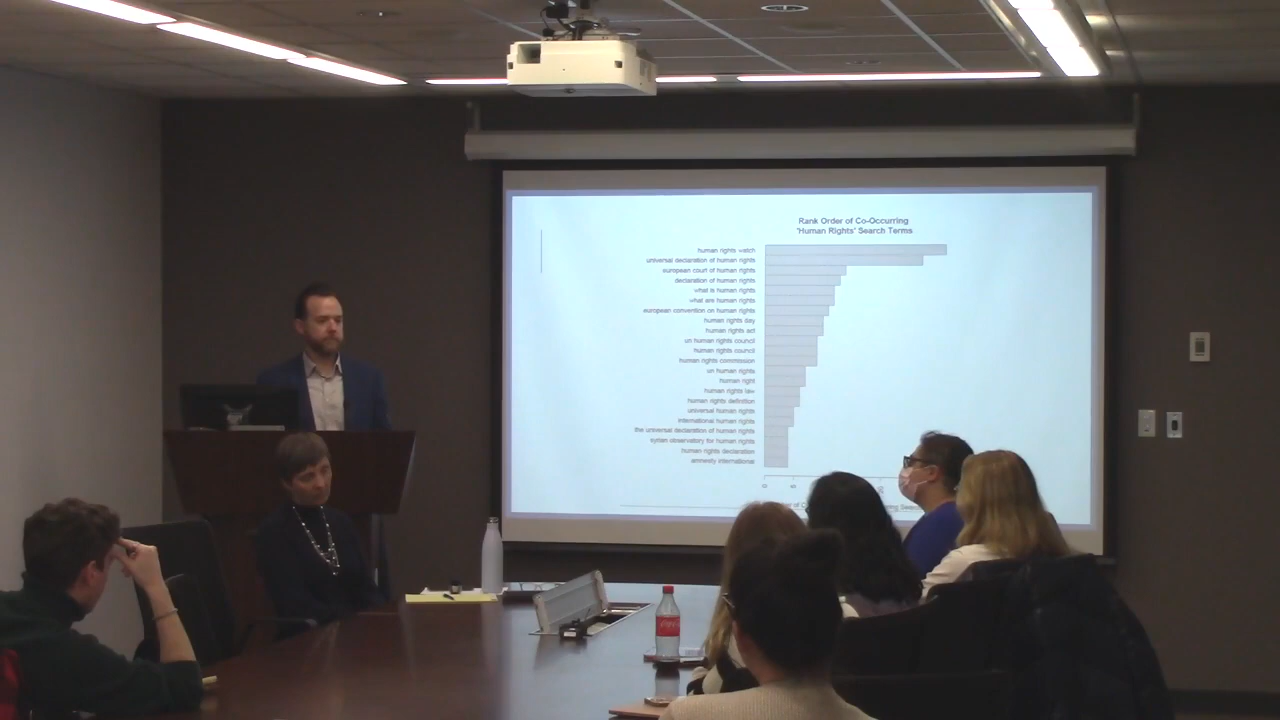 Rank Order of Co-Occurring
'Human Rights' Search Terms
human rights watch
universal declaration of human rights
european court of human rights
declaration of human rights
what is human rights
what are human rights
european convention on human rights
human rights day
human rights act
un human rights council
human rights council
human rights commission
un human rights
human right
human rights law
human rights definition
universal human rights
international human rights
the universal declaration of human rights
syrian observatory for human rights
human rights declaration
amnesty international